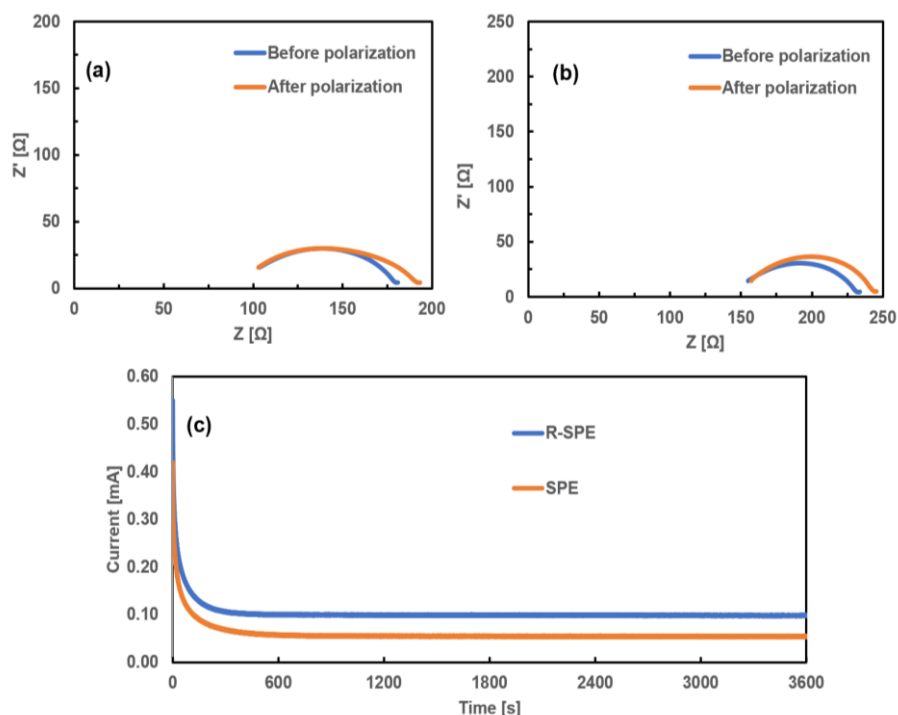 (a)
Before polarization
After polarization
200
150
100
50
0
Z' [Ω]
0
50
100
150
200
Z [Ω]
(b)
Before polarization
After polarization
250
200
150
100
50
0
Z' [Ω]
0
50
100
150
200
250
Z [Ω]
(c)
R-SPE
SPE
0.60
0.50
0.40
0.30
0.20
0.10
0.00
Current [mA]
0
600
1200
1800
2400
3000
3600
Time [s]